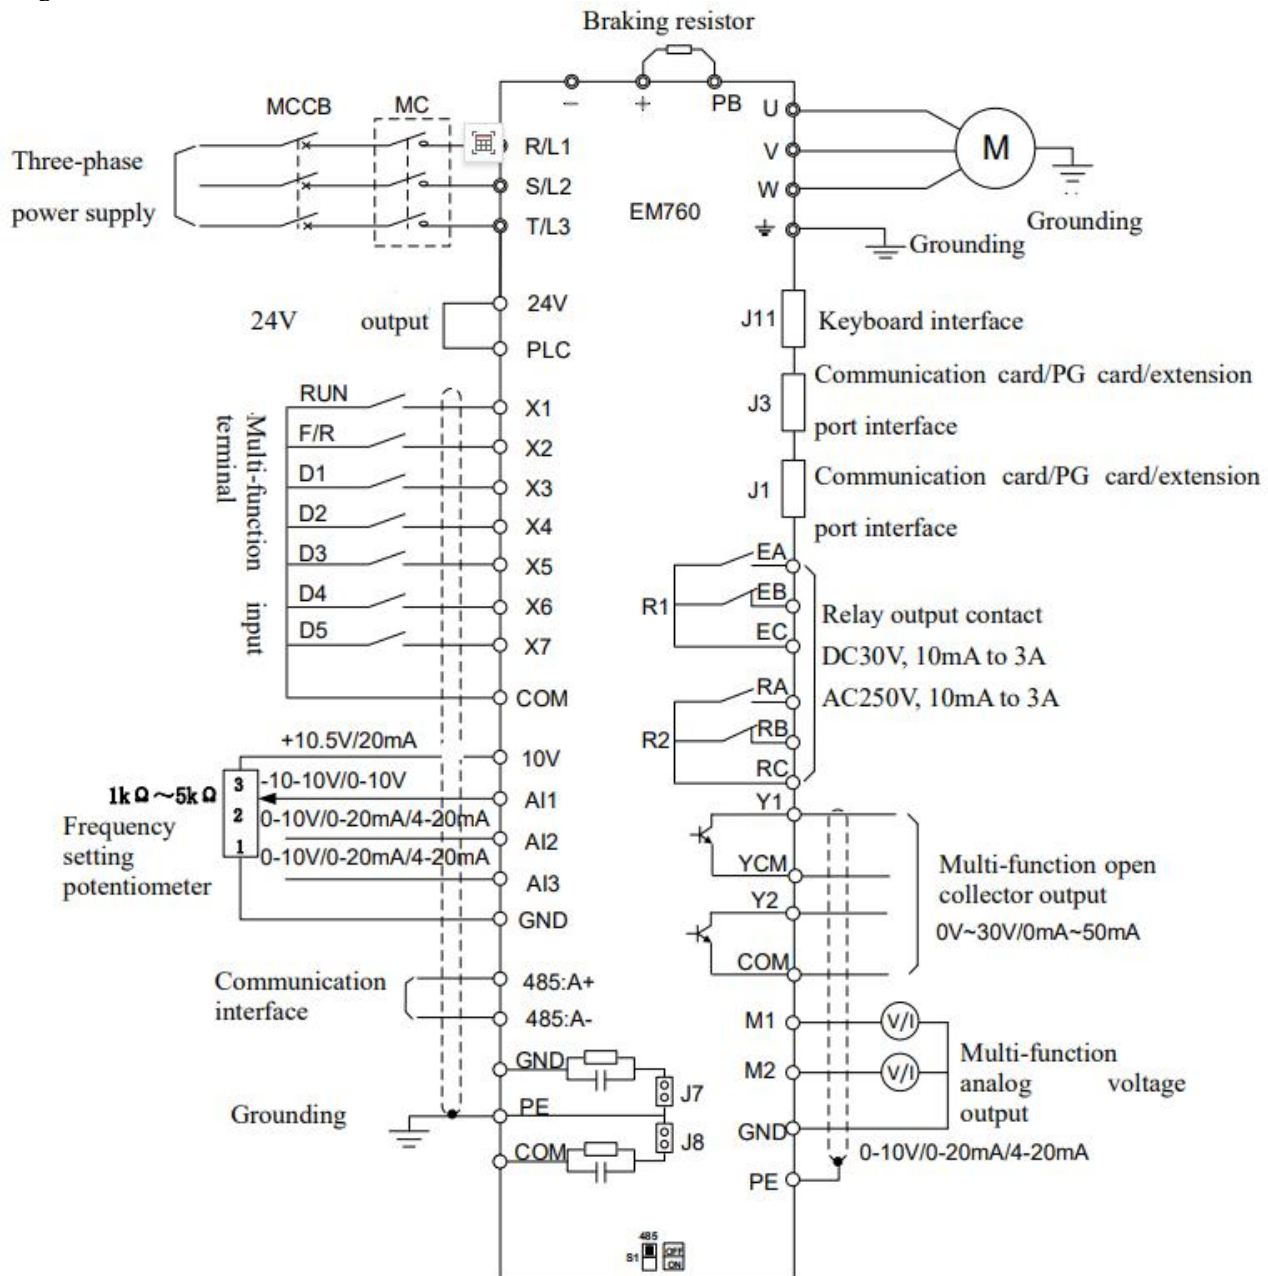 Braking resistor
MCCB
MC
−
+
PB
U
R/L1
V
M
Three-phase
power supply
S/L2
W
EM760
T/L3
Grounding
Grounding
24V
24V output
J11
Keyboard interface
PLC
Communication card/PG card/extension
port interface
J3
RUN
X1
F/R
X2
D1
X3
D2
X4
D3
X5
D4
X6
D5
X7
COM
Multi-function input
terminal
J1
Communication card/PG card/extension
port interface
EA
R1
EB
EC
Relay output contact
DC30V, 10mA to 3A
AC250V, 10mA to 3A
RA
R2
RB
RC
+10.5V/20mA
10V
3
-10-10V/0-10V
1kΩ～5kΩ
AI1
2
0-10V/0-20mA/4-20mA
AI2
1
0-10V/0-20mA/4-20mA
AI3
Frequency
setting
potentiometer
GND
Y1
YCM
Y2
COM
Multi-function open
collector output
0V~30V/0mA~50mA
Communication
interface
485:A+
485:A-
M1
V/I
M2
V/I
Multi-function
analog voltage
output
GND
0-10V/0-20mA/4-20mA
PE
GND
J7
Grounding
PE
J8
COM
485
S1
OFF
ON